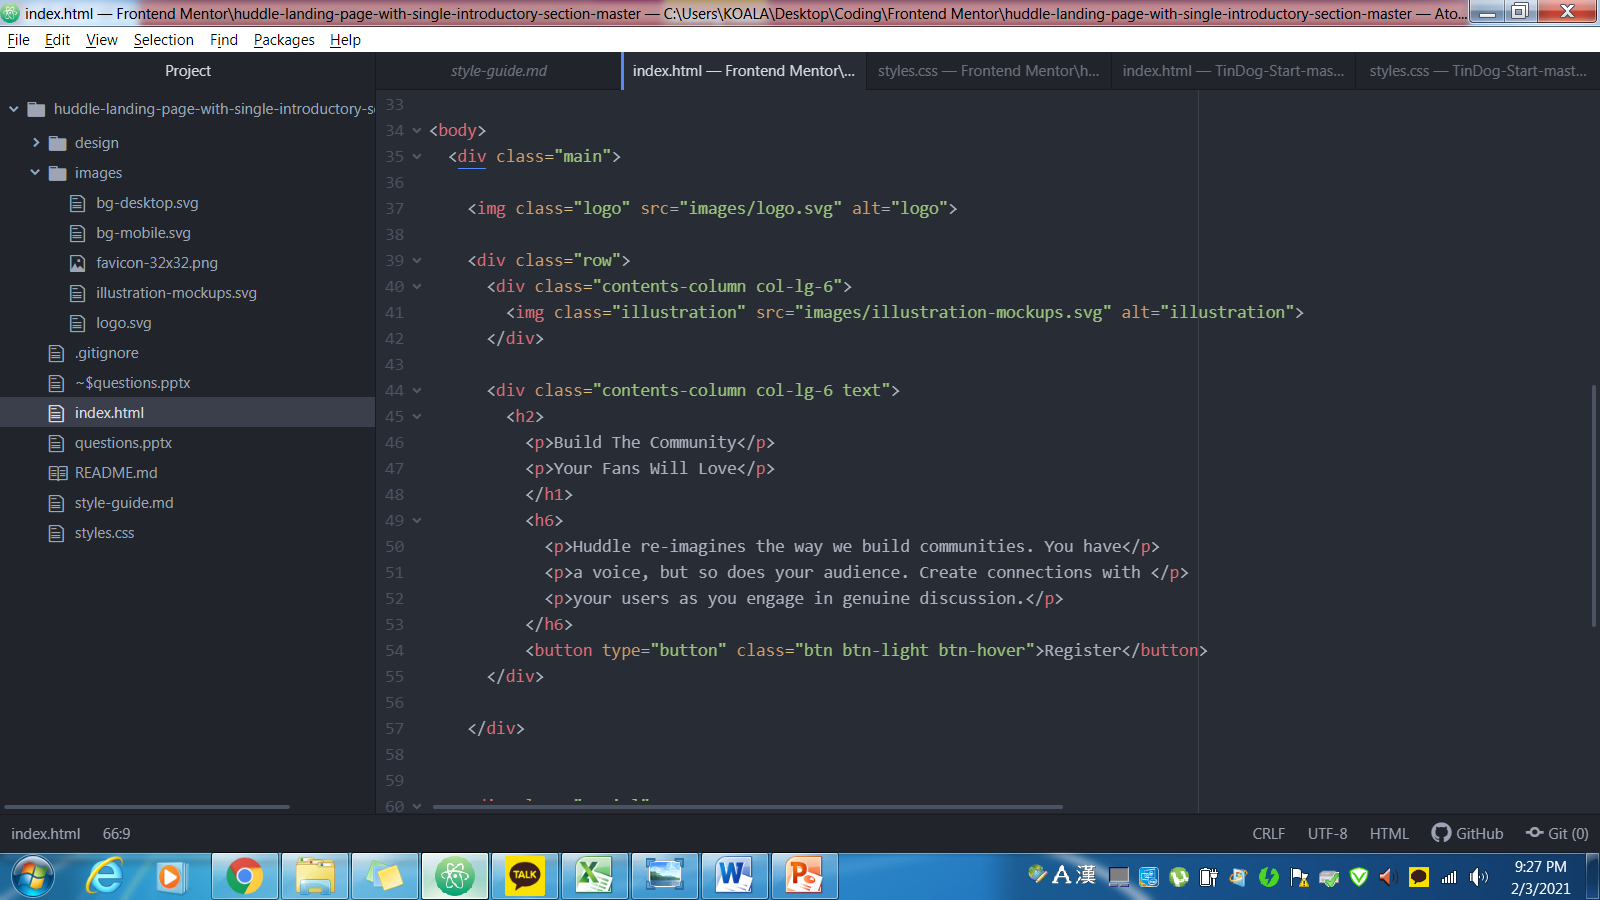 index.html — Frontend Mentor\huddle-landing-page-with-single-introductory-section-master — C:\Users\KOALA\Desktop\Coding\Frontend Mentor\huddle-landing-page-with-single-introductory-section-master — Ato...
File Edit View Selection Find Packages Help
Project
huddle-landing-page-with-single-introductory-s
design
images
bg-desktop.svg
bg-mobile.svg
favicon-32x32.png
illustration-mockups.svg
logo.svg
.gitignore
~$questions.pptx
index.html
questions.pptx
README.md
style-guide.md
styles.css
style-guide.md
index.html — Frontend Mentor\...
styles.css — Frontend Mentor\h...
index.html — TinDog-Start-mas...
styles.css — TinDog-Start-mast...
33
34 <body>
35 <div class="main">
36
37 <img class="logo" src="images/logo.svg" alt="logo">
38
39 <div class="row">
40 <div class="contents-column col-lg-6">
41 <img class="illustration" src="images/illustration-mockups.svg" alt="illustration">
42 </div>
43
44 <div class="contents-column col-lg-6 text">
45 <h2>
46 <p>Build The Community</p>
47 <p>Your Fans Will Love</p>
48 </h1>
49 <h6>
50 <p>Huddle re-imagines the way we build communities. You have</p>
51 <p>a voice, but so does your audience. Create connections with </p>
52 <p>your users as you engage in genuine discussion.</p>
53 </h6>
54 <button type="button" class="btn btn-light btn-hover">Register</button>
55 </div>
56
57 </div>
58
59
60
index.html 66:9
CRLF UTF-8 HTML GitHub Git (0)
TALK
A 漢
9:27 PM
2/3/2021